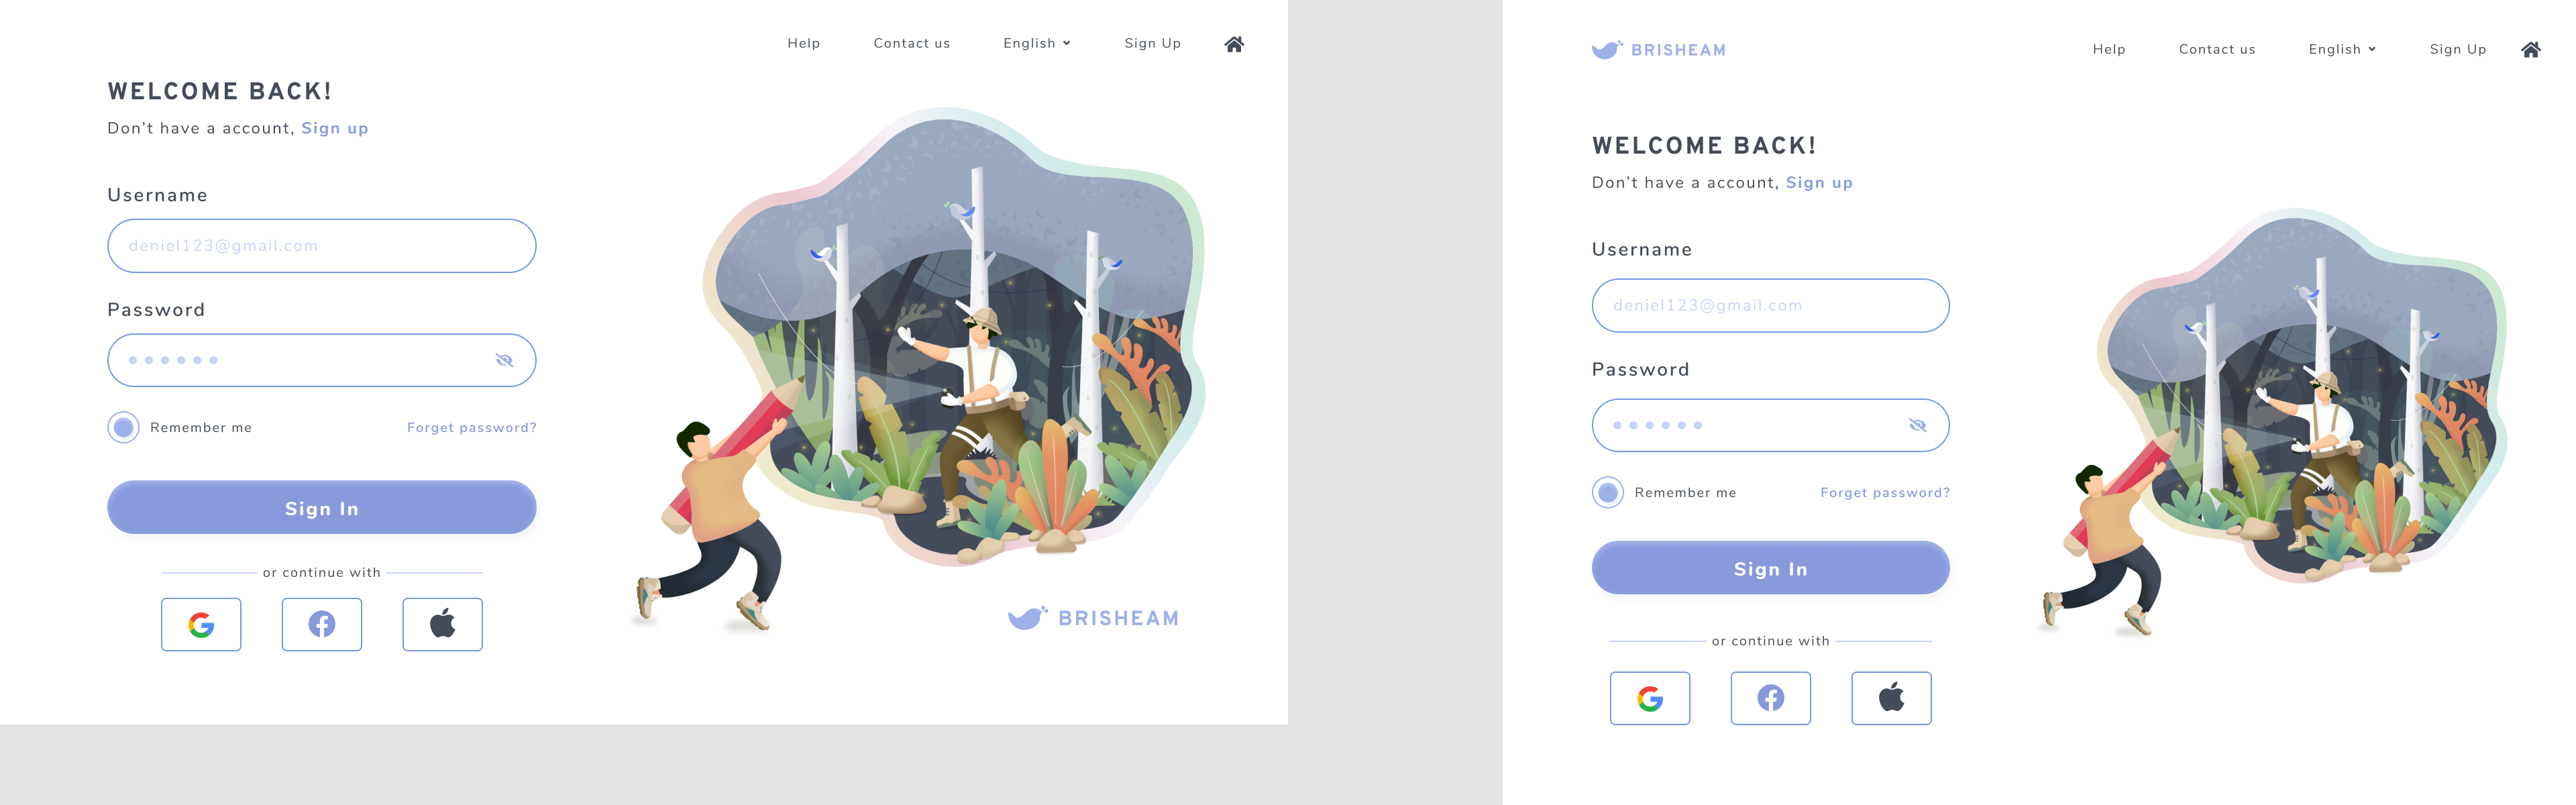 Help Contact us English Sign Up
WELCOME BACK!
Don't have a account, Sign up
Username
deniel123@gmail.com
Password
Remember me Forget password?
Sign In
or continue with
BRISHEAM
BRISHEAM Help Contact us English Sign Up
WELCOME BACK!
Don't have a account, Sign up
Username
deniel123@gmail.com
Password
Remember me Forget password?
Sign In
or continue with